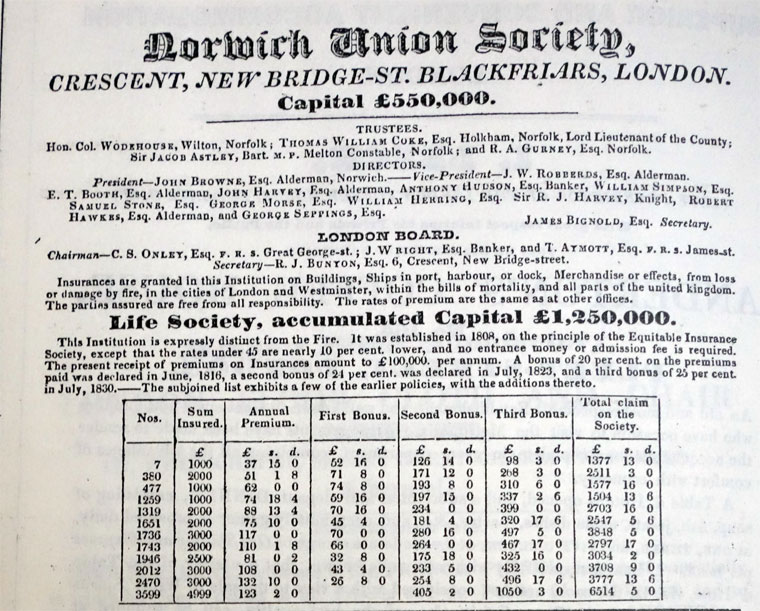 Norwich Union Society,
CRESCENT, NEW BRIDGE-ST. BLACKFRIARS, LONDON.
Capital £550,000.
TRUSTEES.
Hon. Col. WODEHOUSE, Wilton, Norfolk; THOMAS WILLIAM COKE, Esq. Holkham, Norfolk, Lord Lieutenant of the County;
Sir JACOB ASTLEY, Bart. M. P. Melton Constable, Norfolk; and R. A. GURNEY, Esq. Norfolk.
DIRECTORS.
President—JOHN BROWNE, Esq. Alderman, Norwich.——Vice-President—J. W. ROBBERDS, Esq. Alderman.
E. T. BOOTH, Esq. Alderman, JOHN HARVEY, Esq. Alderman, ANTHONY HUDSON, Esq. Banker, WILLIAM SIMPSON, Esq.
SAMUEL STONE, Esq. GEORGE MORSE, Esq. WILLIAM HERRING, Esq. Sir R. J. HARVEY, Knight, ROBERT
HAWKES, Esq. Alderman, and GEORGE SEPPINGS, Esq.
JAMES BIGNOLD, Esq. Secretary.
LONDON BOARD.
Chairman—C. S. ONLEY, Esq. F. R. S. Great George-st.; J. WRIGHT, Esq. Banker, and T. AYMOTT, Esq. F. R. S. James-st.
Secretary—R. J. BUNYON, Esq. 6, Crescent, New Bridge-street.
Insurances are granted in this Institution on Buildings, Ships in port, harbour, or dock, Merchandise or effects, from loss
or damage by fire, in the cities of London and Westminster, within the bills of mortality, and all parts of the united kingdom.
The parties assured are free from all responsibility. The rates of premium are the same as at other offices.
Life Society, accumulated Capital £1,250,000.
This Institution is expressly distinct from the Fire. It was established in 1808, on the principle of the Equitable Insurance
Society, except that the rates under 45 are nearly 10 per cent. lower, and no entrance money or admission fee is required.
The present receipt of premiums on Insurances amount to £100,000. per annum. A bonus of 20 per cent. on the premiums
paid was declared in June, 1816, a second bonus of 24 per cent. was declared in July, 1823, and a third bonus of 25 per cent.
in July, 1830.——The subjoined list exhibits a few of the earlier policies, with the additions thereto.
No. Sum Insured. Annual Premium. First Bonus. Second Bonus. Third Bonus. Total claim on the Society.
£ £ s. d. £ s. d. £ s. d. £ s. d. £ s. d.
7 1000 37 15 0 52 16 0 126 14 0 98 3 0 1377 13 0
380 2000 51 1 8 71 8 0 171 12 0 268 3 0 2511 3 0
477 1000 62 0 0 74 8 0 193 8 0 310 6 0 1577 16 0
1259 1000 74 18 4 59 16 0 197 15 0 337 2 6 1504 13 6
1319 2000 88 13 4 70 16 0 234 0 0 399 0 0 2703 16 0
1651 2000 75 10 0 45 4 0 181 4 0 320 17 6 2547 5 6
1736 3000 117 0 0 70 0 0 280 16 0 497 5 0 3848 5 0
1743 2000 110 1 8 66 0 0 264 0 0 467 17 0 2797 17 0
1946 2500 81 0 2 32 8 0 175 18 0 325 16 0 3034 2 0
2012 3000 108 0 0 43 4 0 233 5 0 432 0 0 3708 9 0
2470 3000 132 10 0 26 8 0 254 8 0 496 17 6 3777 13 6
3599 4999 123 2 0 405 2 0 1050 3 0 6514 5 0